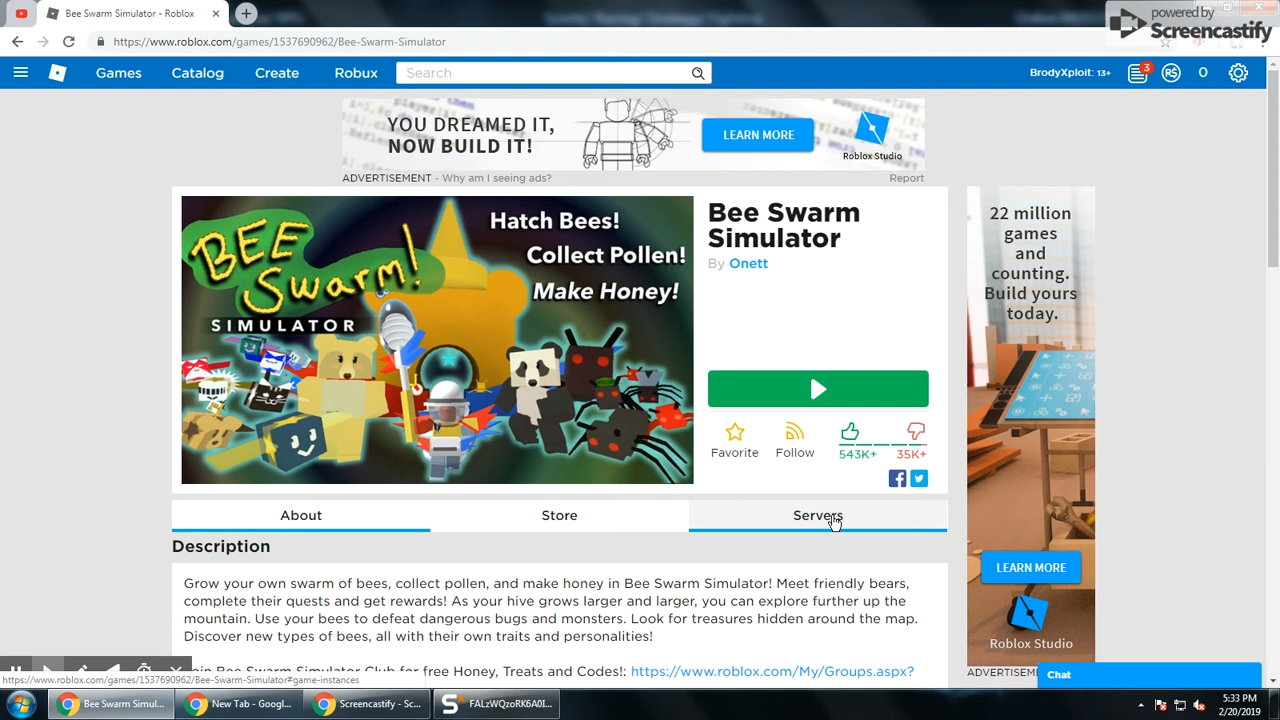 Bee Swarm Simulator - Roblox
powered by
Screencastify
https://www.roblox.com/games/1537690962/Bee-Swarm-Simulator
Games
Catalog
Create
Robux
Search
BrodyXploit: 13+
3
0
YOU DREAMED IT,
NOW BUILD IT!
LEARN MORE
Roblox Studio
ADVERTISEMENT - Why am I seeing ads?
Report
BEE
Swarm!
SIMULATOR
Hatch Bees!
Collect Pollen!
Make Honey!
Bee Swarm
Simulator
By Onett
Favorite
Follow
543K+
35K+
22 million
games
and
counting.
Build yours
today.
LEARN MORE
Roblox Studio
About
Store
Servers
Description
Grow your own swarm of bees, collect pollen, and make honey in Bee Swarm Simulator! Meet friendly bears,
complete their quests and get rewards! As your hive grows larger and larger, you can explore further up the
mountain. Use your bees to defeat dangerous bugs and monsters. Look for treasures hidden around the map.
Discover new types of bees, all with their own traits and personalities!
Bee Swarm Simulator Club for free Honey, Treats and Codes!: https://www.roblox.com/My/Groups.aspx?
ADVERTISEMEN
Chat
https://www.roblox.com/games/1537690962/Bee-Swarm-Simulator#game-instances
Bee Swarm Simul...
New Tab - Googl...
Screencastify - Sc...
FALzWQzoRK6A0I...
5:33 PM
2/20/2019